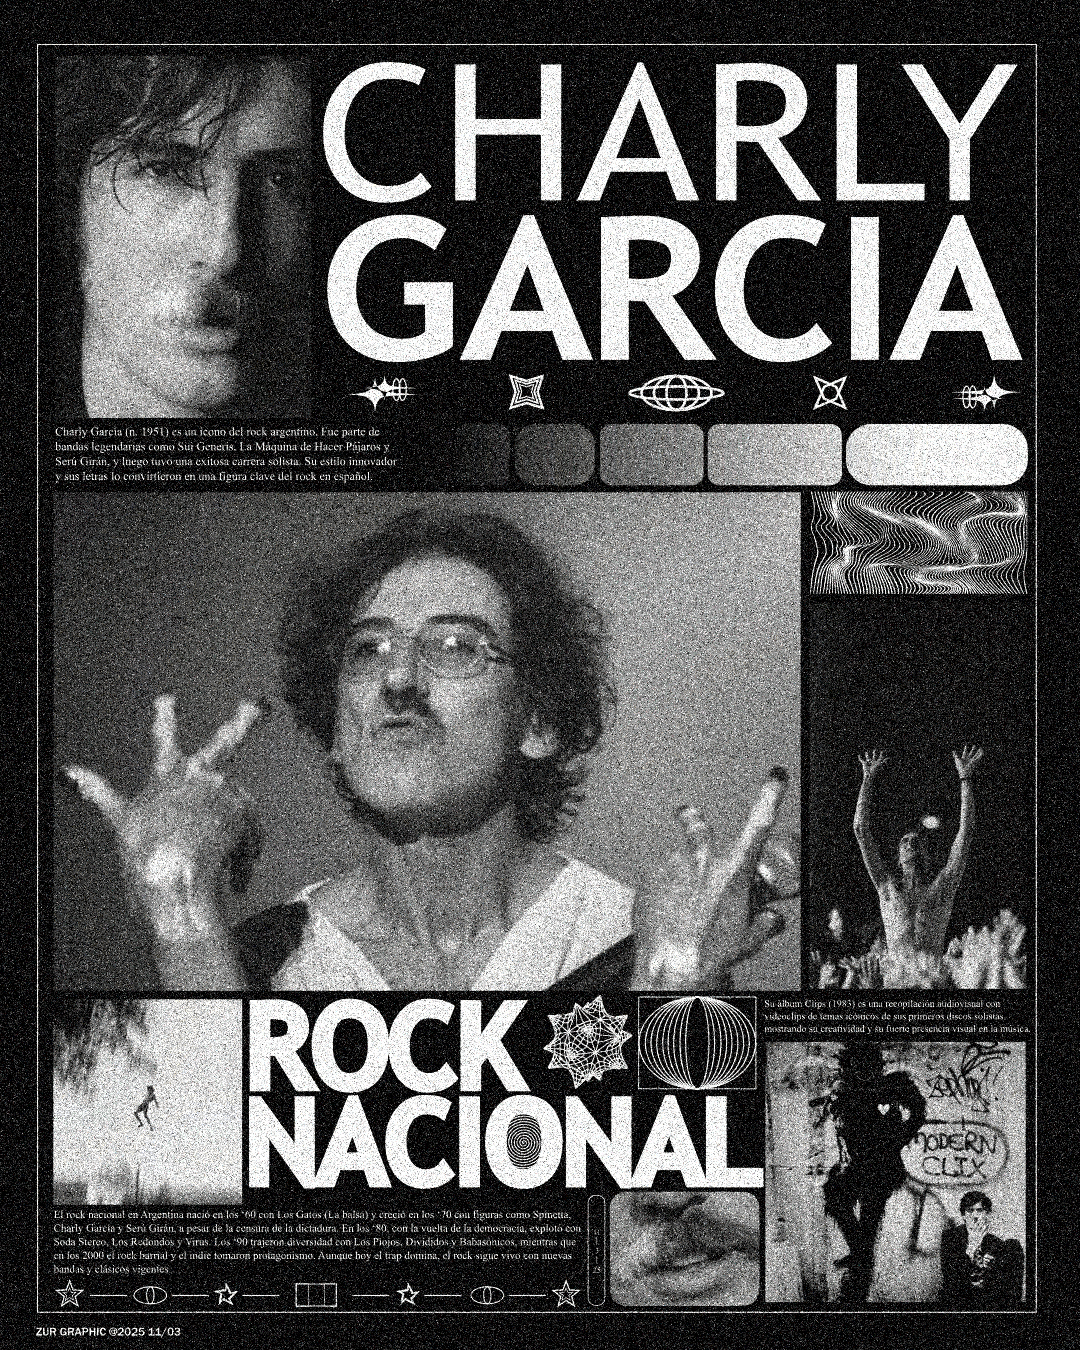 CHARLY
GARCIA
Charly García (n. 1951) es un ícono del rock argentino. Fue parte de
bandas legendarias como Sui Generis, La Máquina de Hacer Pájaros y
Serú Girán, y luego tuvo una exitosa carrera solista. Su estilo innovador
y sus letras lo convirtieron en una figura clave del rock en español.
ROCK
NACIONAL
Su álbum Clips (1983) es una recopilación audiovisual con
videoclips de temas icónicos de sus primeros discos solistas,
mostrando su creatividad y su fuerte presencia visual en la música.
MODERN
CLIX
El rock nacional en Argentina nació en los '60 con Los Gatos (La balsa) y creció en los '70 con figuras como Spinetta,
Charly García y Serú Girán, a pesar de la censura de la dictadura. En los '80, con la vuelta de la democracia, explotó con
Soda Stereo, Los Redondos y Virus. Los '90 trajeron diversidad con Los Piojos, Divididos y Babasónicos, mientras que
en los 2000 el rock barrial y el indie tomaron protagonismo. Aunque hoy el trap domina, el rock sigue vivo con nuevas
bandas y clásicos vigentes
ZUR GRAPHIC @2025 11/03